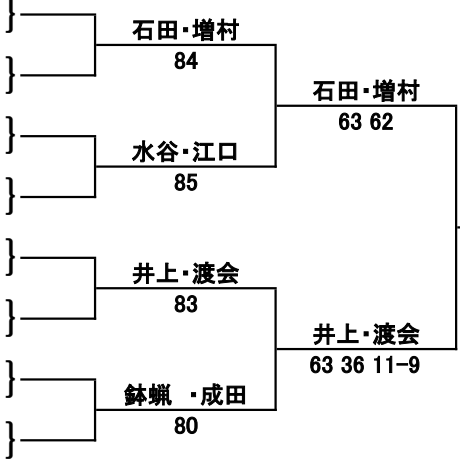 石田・増村
84
石田・増村
63 62
水谷・江口
85
井上・渡会
83
井上・渡会
63 36 11-9
鉢蝋　・成田
80